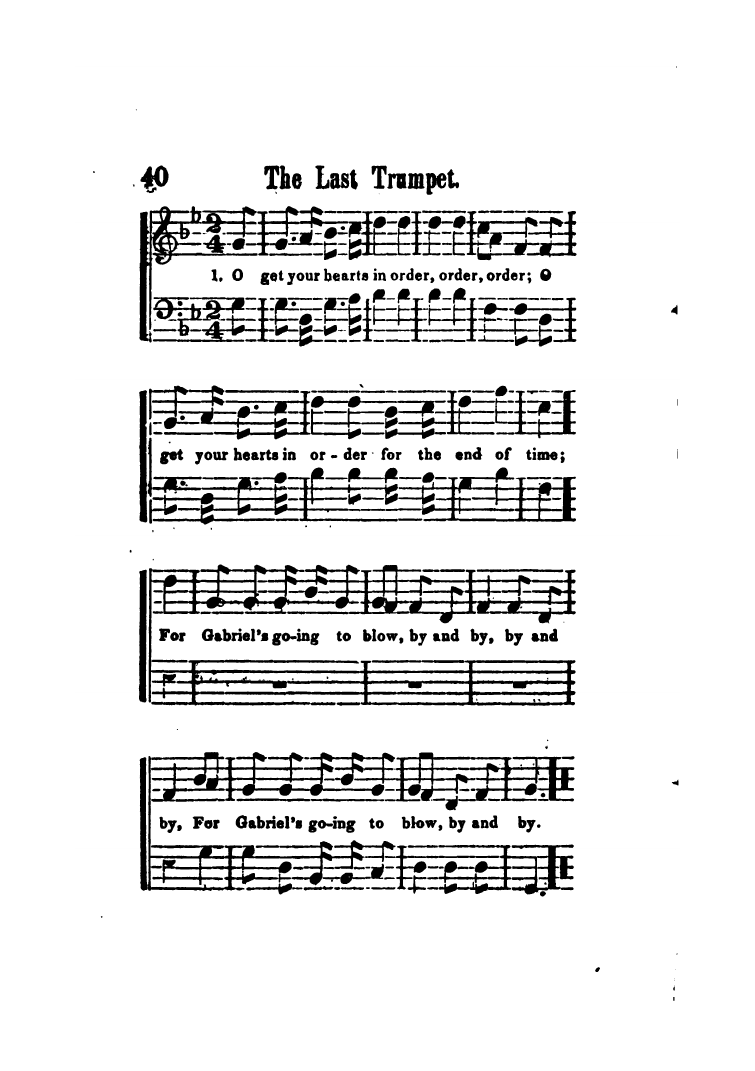 40 The Last Trumpet.
1. O get your hearts in order, order, order; O
get your hearts in or - der for the end of time;
For Gabriel's go-ing to blow, by and by, by and
by, For Gabriel's go-ing to blow, by and by.